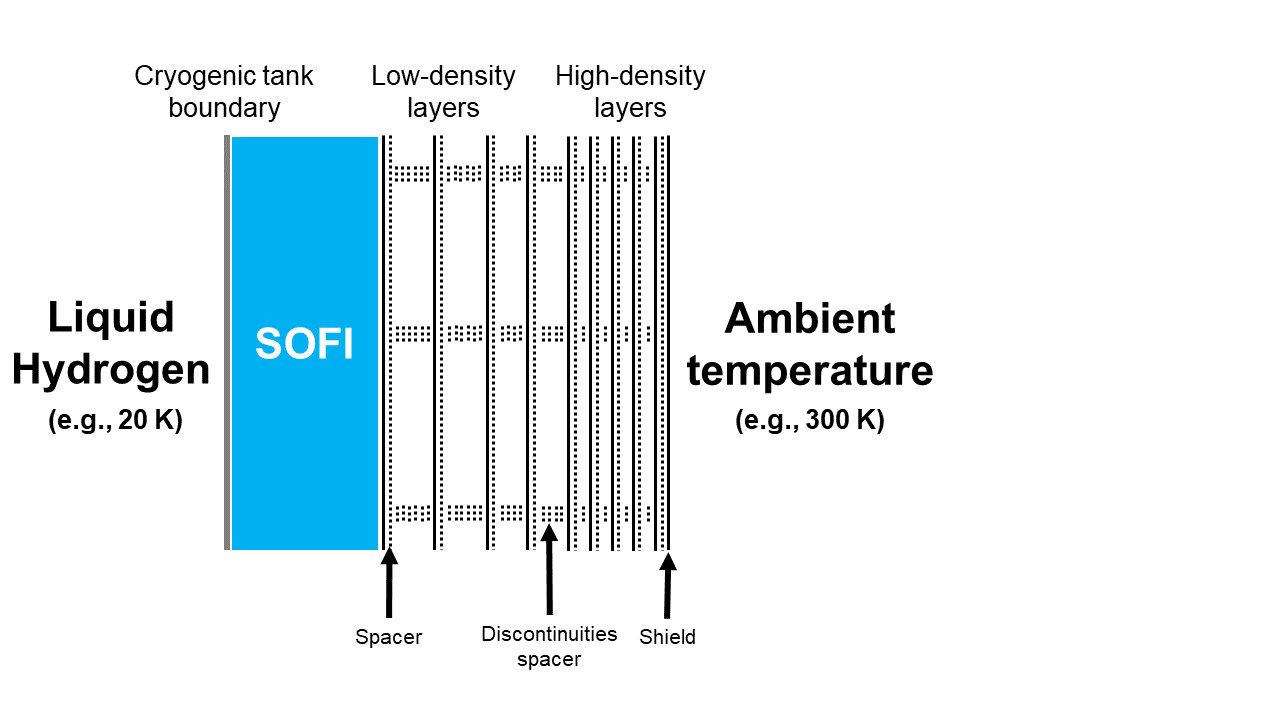 Cryogenic tank
boundary
Low-density
layers
High-density
layers
Liquid
Hydrogen
(e.g., 20 K)
SOFI
Ambient
temperature
(e.g., 300 K)
Spacer
Discontinuities
spacer
Shield